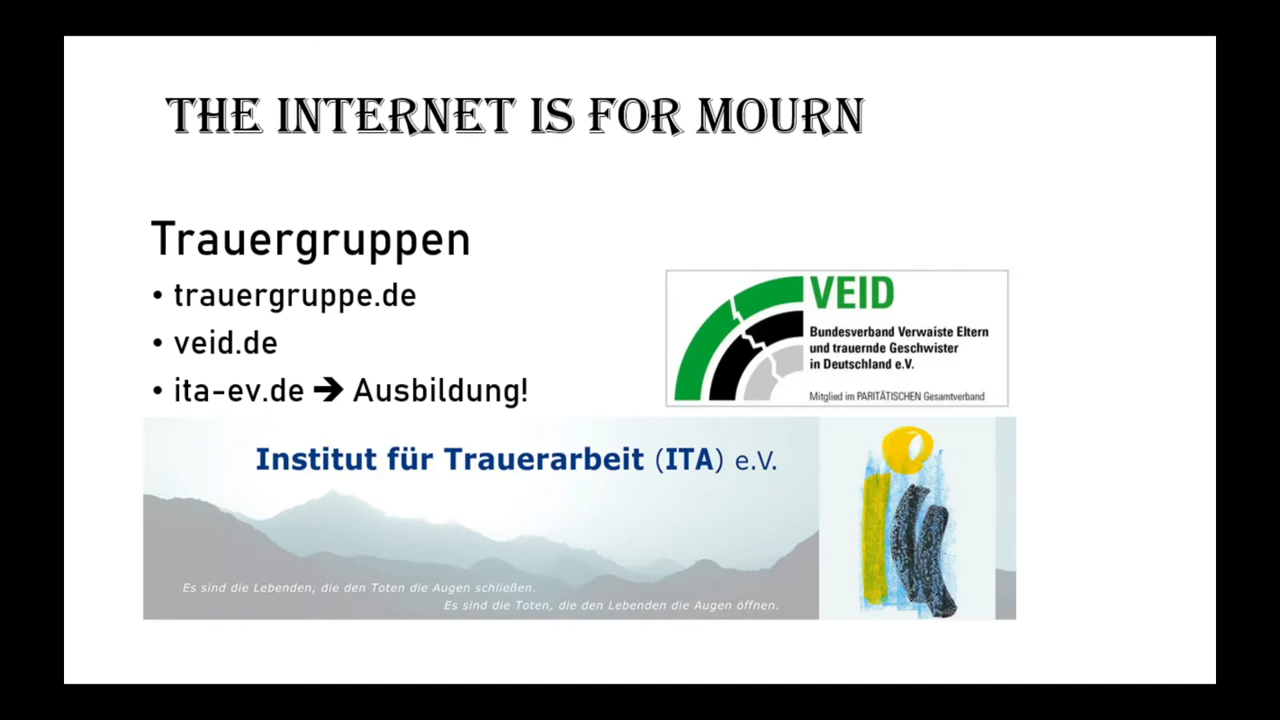 THE INTERNET IS FOR MOURN
Trauergruppen
• trauergruppe.de
• veid.de
• ita-ev.de ➔ Ausbildung!
VEID
Bundesverband Verwaiste Eltern
und trauernde Geschwister
in Deutschland e.V.
Mitglied im PARITÄTISCHEN Gesamtverband
Institut für Trauerarbeit (ITA) e.V.
Es sind die Lebenden, die den Toten die Augen schließen.
Es sind die Toten, die den Lebenden die Augen öffnen.